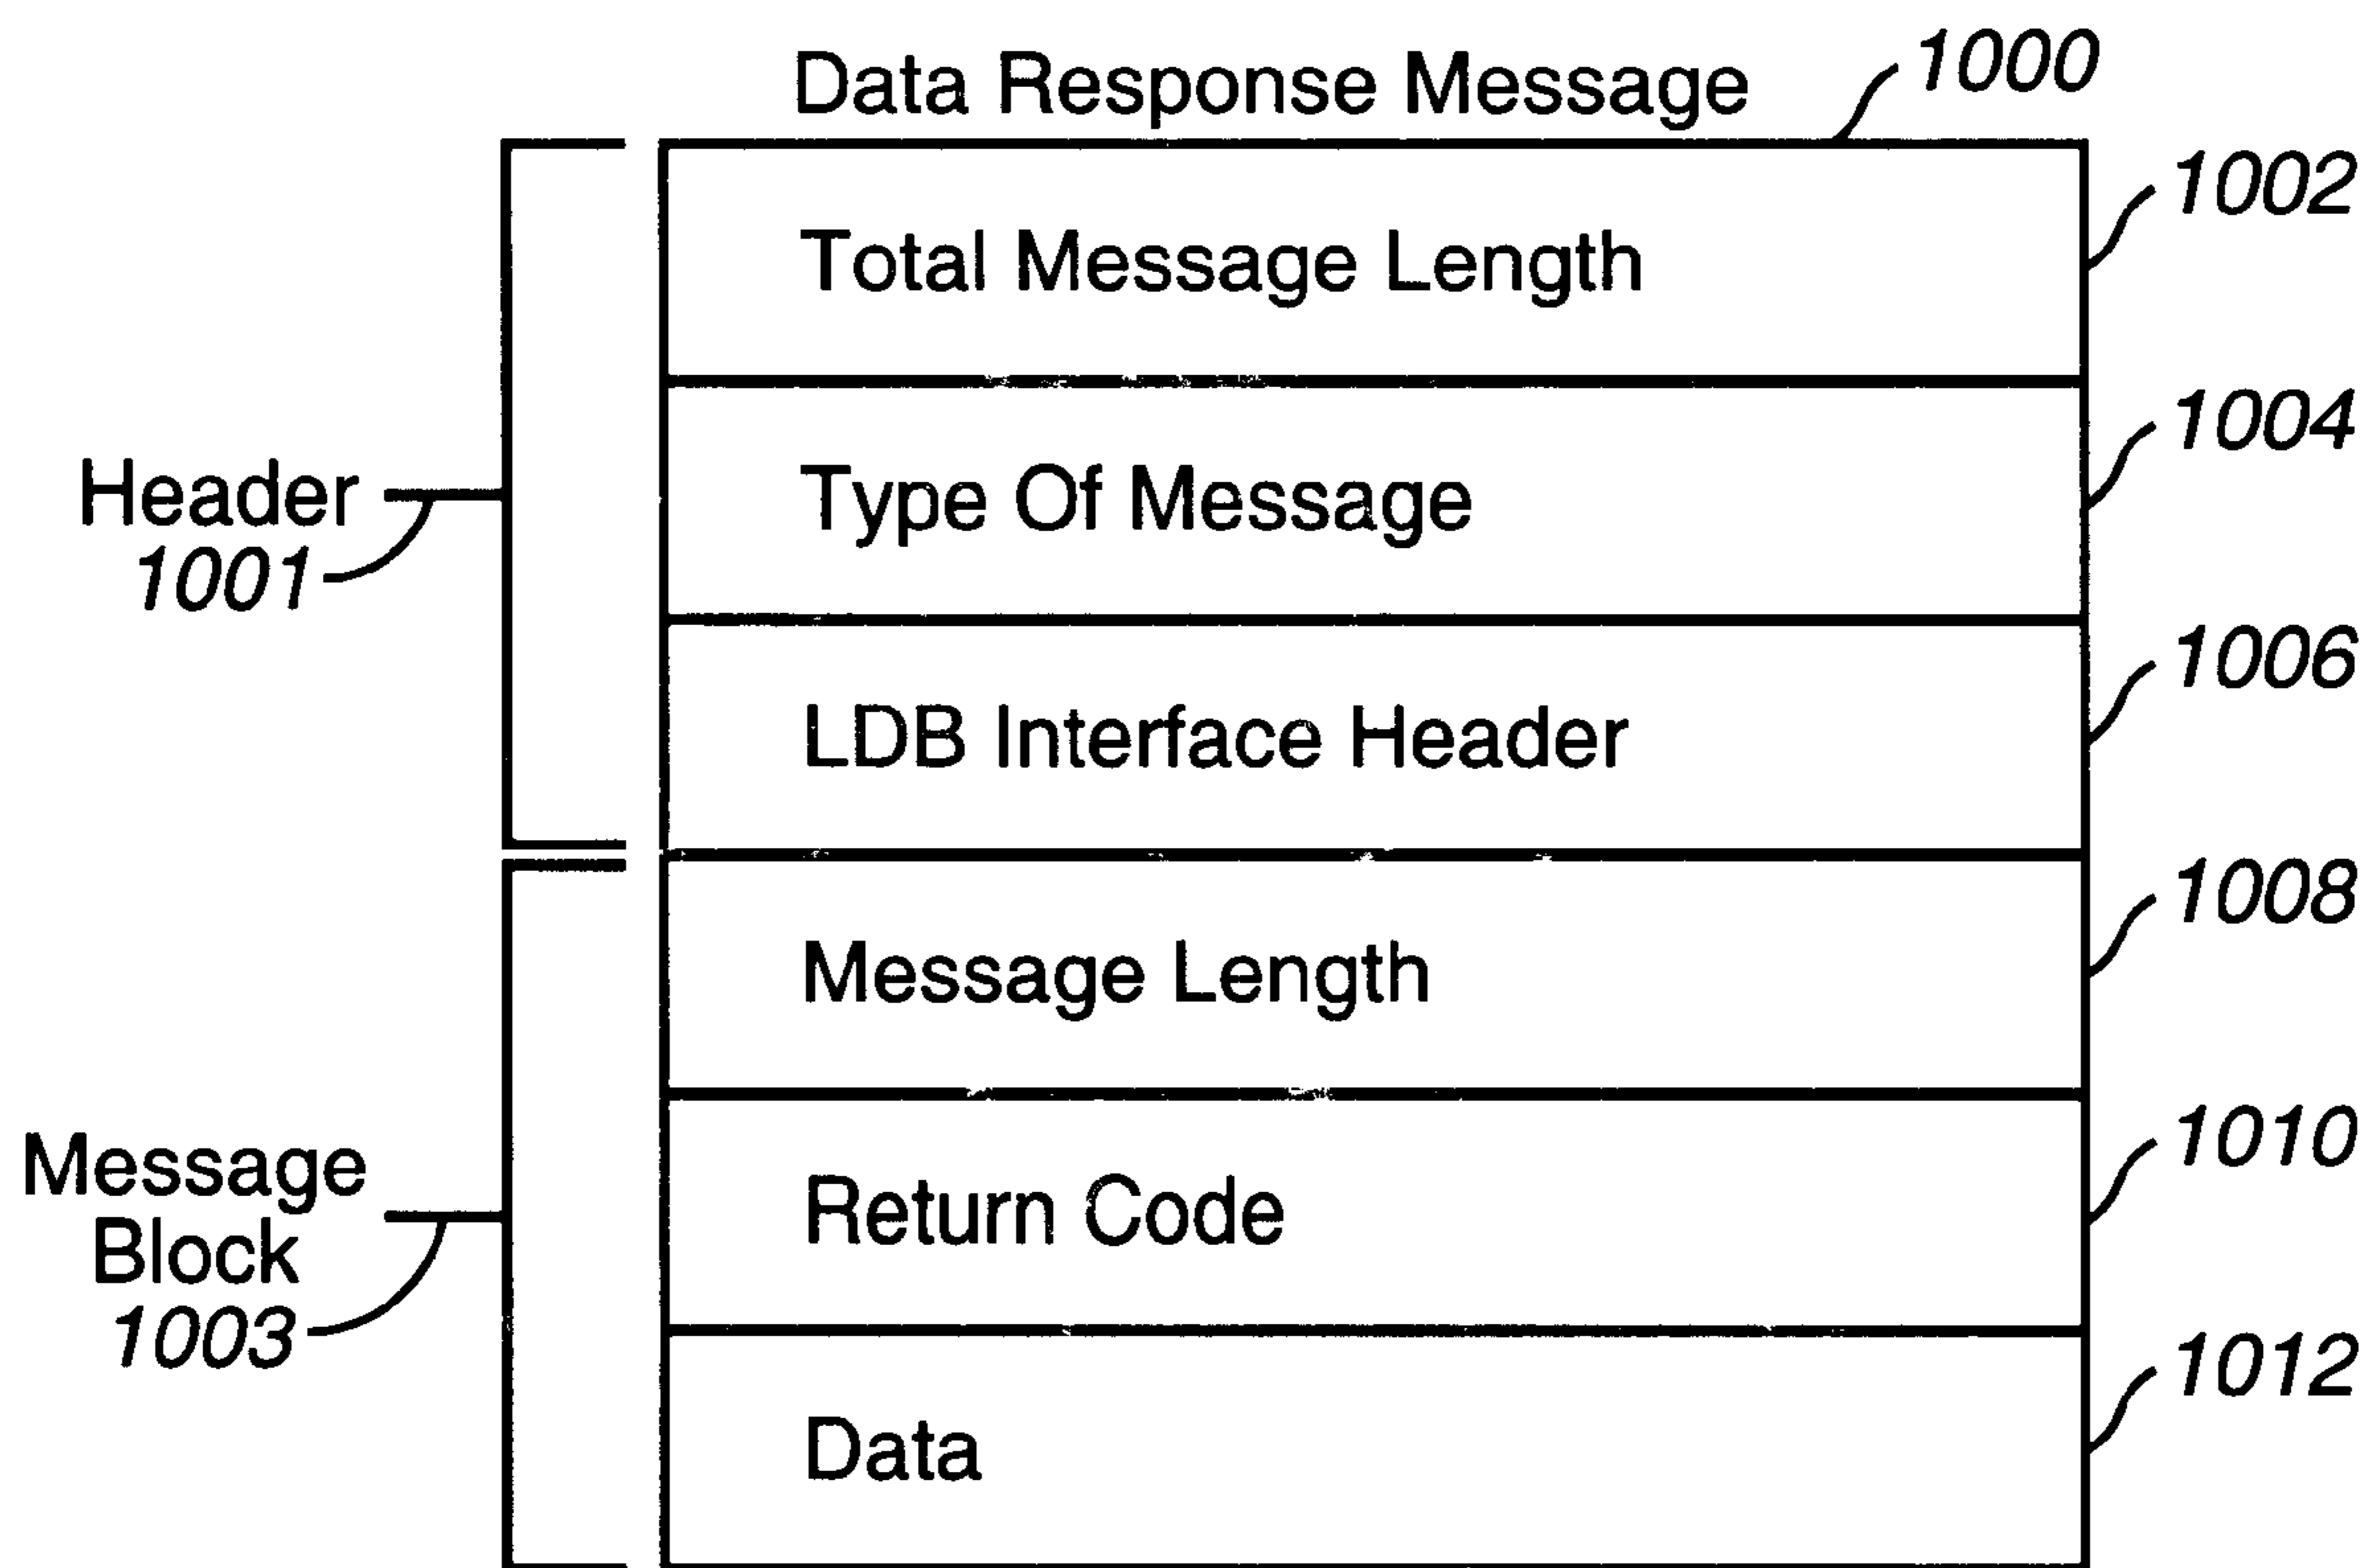 Data Response Message
1000
Total Message Length
1002
Type Of Message
1004
Header
1001
LDB Interface Header
1006
Message Length
1008
Message
Block
1003
Return Code
1010
Data
1012